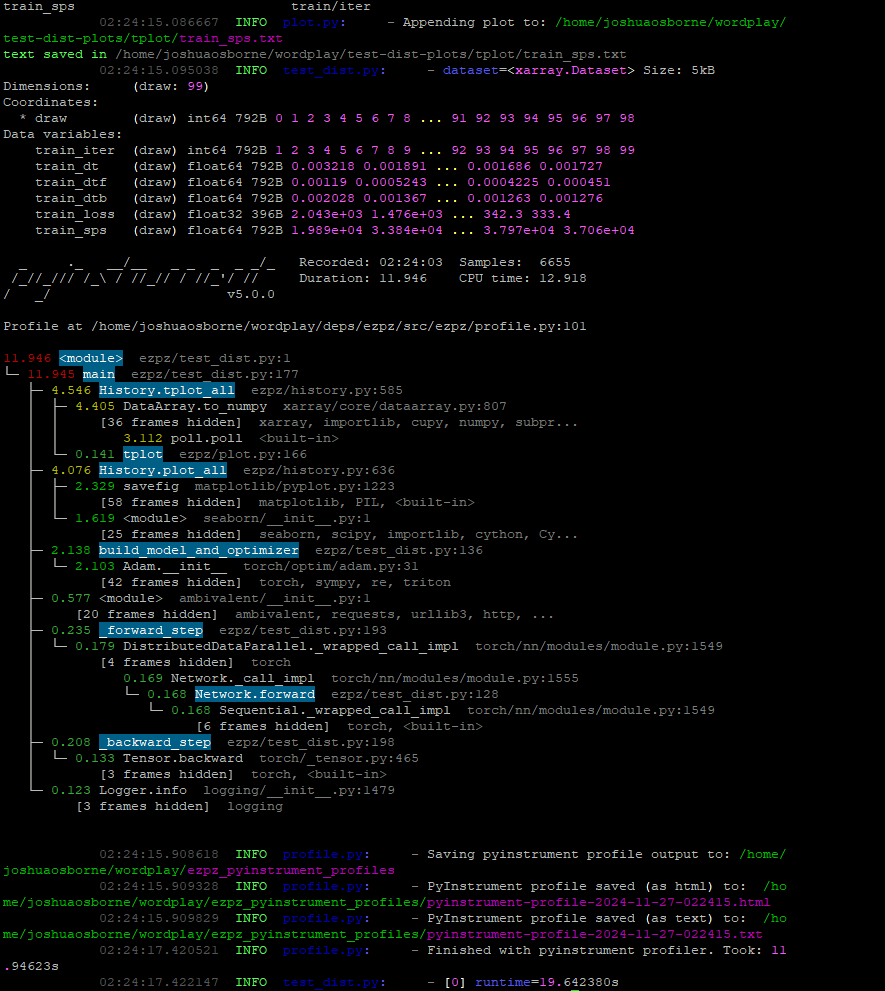 train_sps                           train/iter
            02:24:15.086667  INFO  plot.py:     - Appending plot to: /home/joshuaosborne/wordplay/
test-dist-plots/tplot/train_sps.txt
text saved in /home/joshuaosborne/wordplay/test-dist-plots/tplot/train_sps.txt
            02:24:15.095038  INFO  test_dist.py:     - dataset=<xarray.Dataset> Size: 5kB
Dimensions:     (draw: 99)
Coordinates:
  * draw        (draw) int64 792B 0 1 2 3 4 5 6 7 8 ... 91 92 93 94 95 96 97 98
Data variables:
    train_iter  (draw) int64 792B 1 2 3 4 5 6 7 8 9 ... 92 93 94 95 96 97 98 99
    train_dt    (draw) float64 792B 0.003218 0.001891 ... 0.001686 0.001727
    train_dtf   (draw) float64 792B 0.00119 0.0005243 ... 0.0004225 0.000451
    train_dtb   (draw) float64 792B 0.002028 0.001367 ... 0.001263 0.001276
    train_loss  (draw) float32 396B 2.043e+03 1.476e+03 ... 342.3 333.4
    train_sps   (draw) float64 792B 1.989e+04 3.384e+04 ... 3.797e+04 3.706e+04

  _     ._   __/__   _ _  _  _ _/_   Recorded: 02:24:03  Samples:  6655
 /_//_/// /_\ / //_// / //_'/ //     Duration: 11.946    CPU time: 12.918
/   _/                      v5.0.0

Profile at /home/joshuaosborne/wordplay/deps/ezpz/src/ezpz/profile.py:101

11.946 <module>  ezpz/test_dist.py:1
└─ 11.945 main  ezpz/test_dist.py:177
   ├─ 4.546 History.tplot_all  ezpz/history.py:585
   │  ├─ 4.405 DataArray.to_numpy  xarray/core/dataarray.py:807
   │  │     [36 frames hidden]  xarray, importlib, cupy, numpy, subpr...
   │  │        3.112 poll.poll  <built-in>
   │  └─ 0.141 tplot  ezpz/plot.py:166
   ├─ 4.076 History.plot_all  ezpz/history.py:636
   │  ├─ 2.329 savefig  matplotlib/pyplot.py:1223
   │  │     [58 frames hidden]  matplotlib, PIL, <built-in>
   │  └─ 1.619 <module>  seaborn/__init__.py:1
   │        [25 frames hidden]  seaborn, scipy, importlib, cython, Cy...
   ├─ 2.138 build_model_and_optimizer  ezpz/test_dist.py:136
   │  └─ 2.103 Adam.__init__  torch/optim/adam.py:31
   │        [42 frames hidden]  torch, sympy, re, triton
   ├─ 0.577 <module>  ambivalent/__init__.py:1
   │     [20 frames hidden]  ambivalent, requests, urllib3, http, ...
   ├─ 0.235 _forward_step  ezpz/test_dist.py:193
   │  └─ 0.179 DistributedDataParallel._wrapped_call_impl  torch/nn/modules/module.py:1549
   │        [4 frames hidden]  torch
   │           0.169 Network._call_impl  torch/nn/modules/module.py:1555
   │           └─ 0.168 Network.forward  ezpz/test_dist.py:128
   │              └─ 0.168 Sequential._wrapped_call_impl  torch/nn/modules/module.py:1549
   │                    [6 frames hidden]  torch, <built-in>
   ├─ 0.208 _backward_step  ezpz/test_dist.py:198
   │  └─ 0.133 Tensor.backward  torch/_tensor.py:465
   │        [3 frames hidden]  torch, <built-in>
   └─ 0.123 Logger.info  logging/__init__.py:1479
         [3 frames hidden]  logging

            02:24:15.908618  INFO  profile.py:     - Saving pyinstrument profile output to: /home/
joshuaosborne/wordplay/ezpz_pyinstrument_profiles
            02:24:15.909328  INFO  profile.py:     - PyInstrument profile saved (as html) to:  /ho
me/joshuaosborne/wordplay/ezpz_pyinstrument_profiles/pyinstrument-profile-2024-11-27-022415.html
            02:24:15.909829  INFO  profile.py:     - PyInstrument profile saved (as text) to:  /ho
me/joshuaosborne/wordplay/ezpz_pyinstrument_profiles/pyinstrument-profile-2024-11-27-022415.txt
            02:24:17.420521  INFO  profile.py:     - Finished with pyinstrument profiler. Took: 11
.94623s
            02:24:17.422147  INFO  test_dist.py:     - [0] runtime=19.642380s